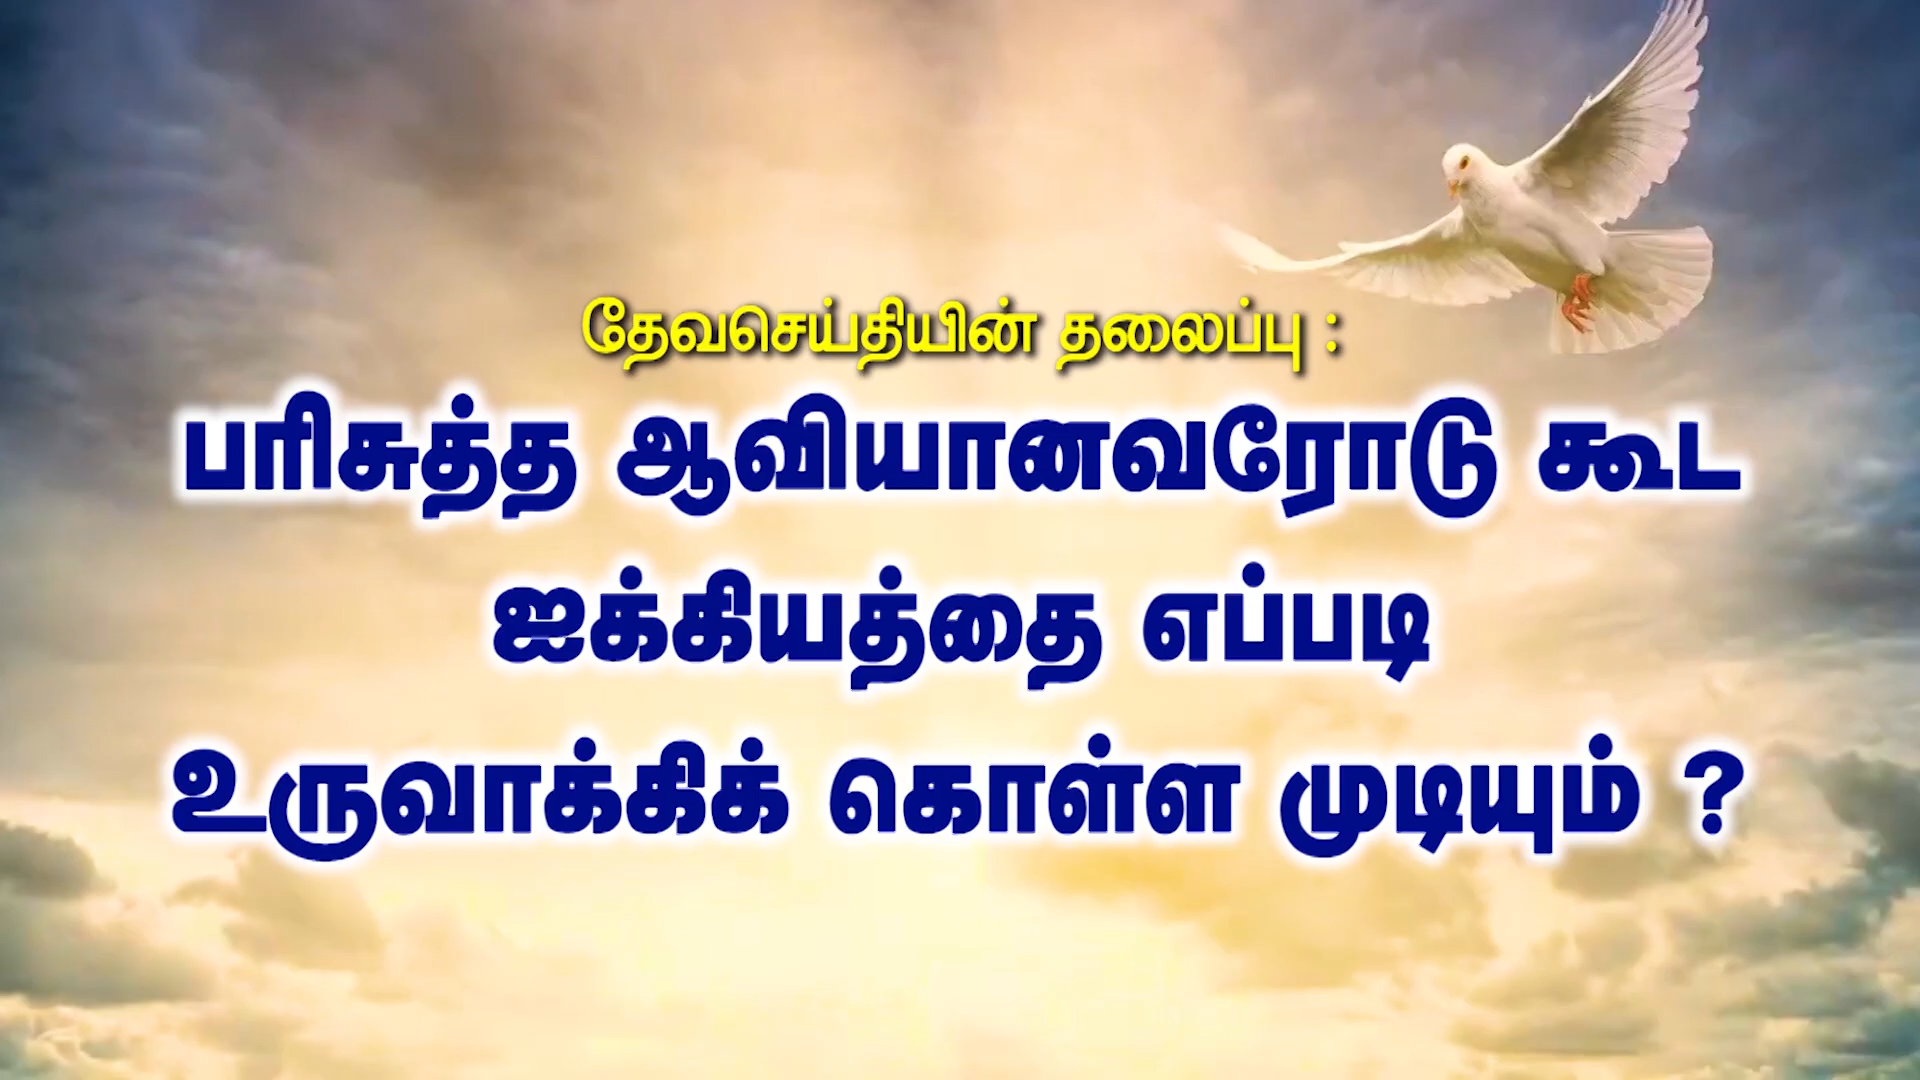 தேவசெய்தியின் தலைப்பு :
பரிசுத்த ஆவியானவரோடு கூட
ஐக்கியத்தை எப்படி
உருவாக்கிக் கொள்ள முடியும் ?